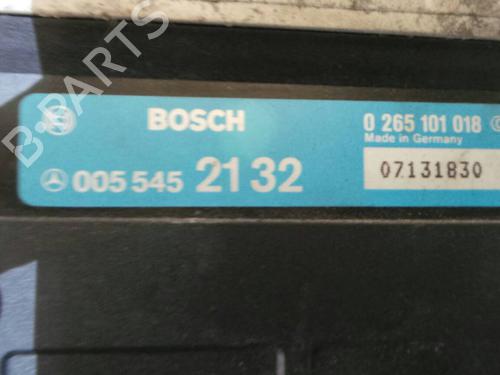 BOSCH
0 265 101 018
Made in Germany
005 545 21 32
07131830
B-PARTS